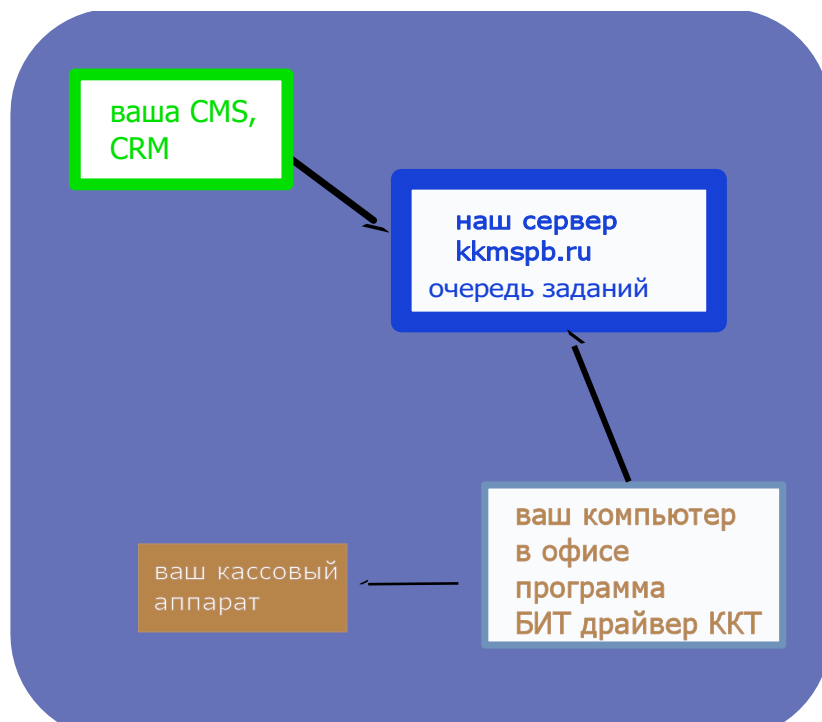 ваша CMS,
CRM
наш сервер
kkmspb.ru
очередь заданий
ваш компьютер
в офисе
программа
БИТ драйвер ККТ
ваш кассовый
аппарат